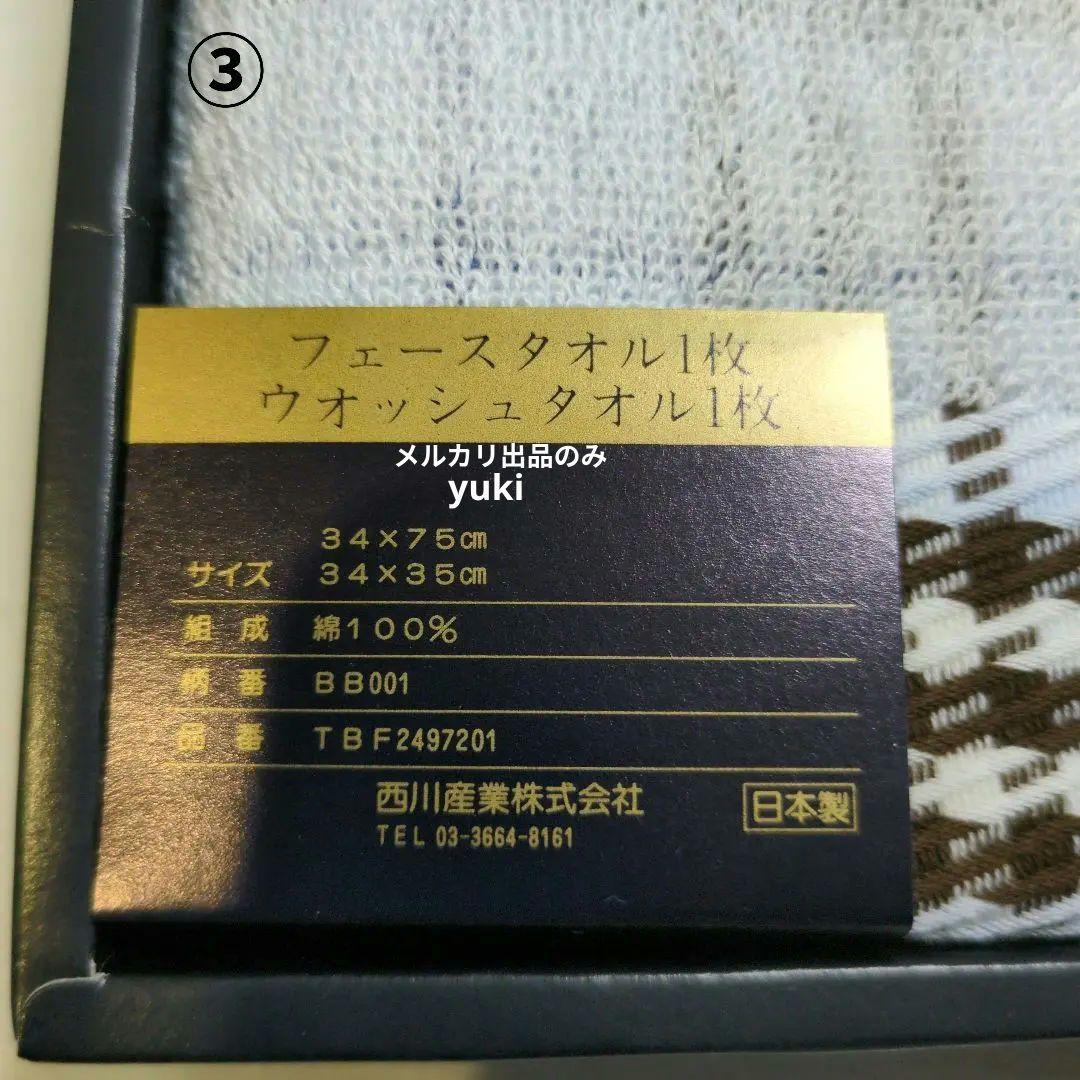 ③
フェースタオル1枚
ウオッシュタオル1枚
メルカリ出品のみ
yuki
34×75㎝
サイズ 34×35㎝
組成 綿100%
柄番 BB001
品番 TBF2497201
西川産業株式会社
日本製
TEL 03-3664-8161